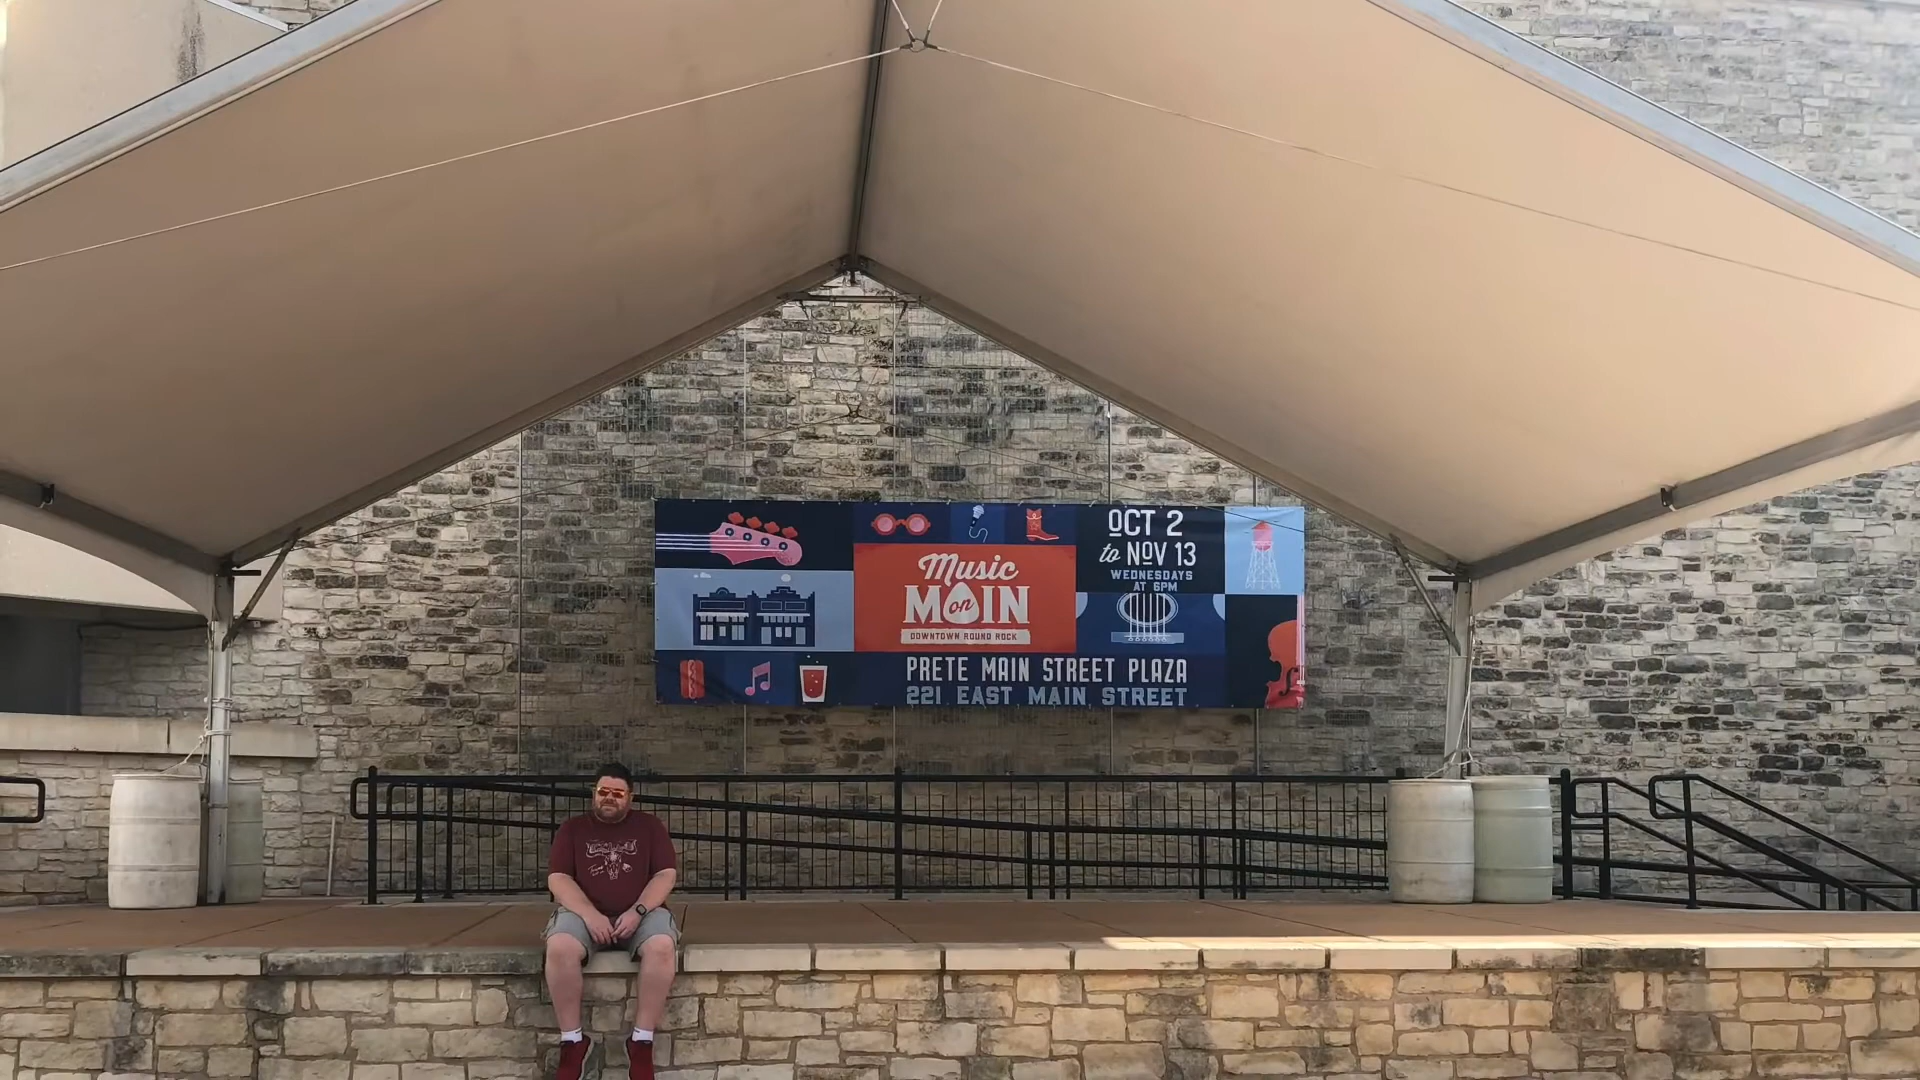 OCT 2
to NOV 13
WEDNESDAYS
AT 6PM
Music
on
MAIN
DOWNTOWN ROUND ROCK
PRETE MAIN STREET PLAZA
221 EAST MAIN STREET